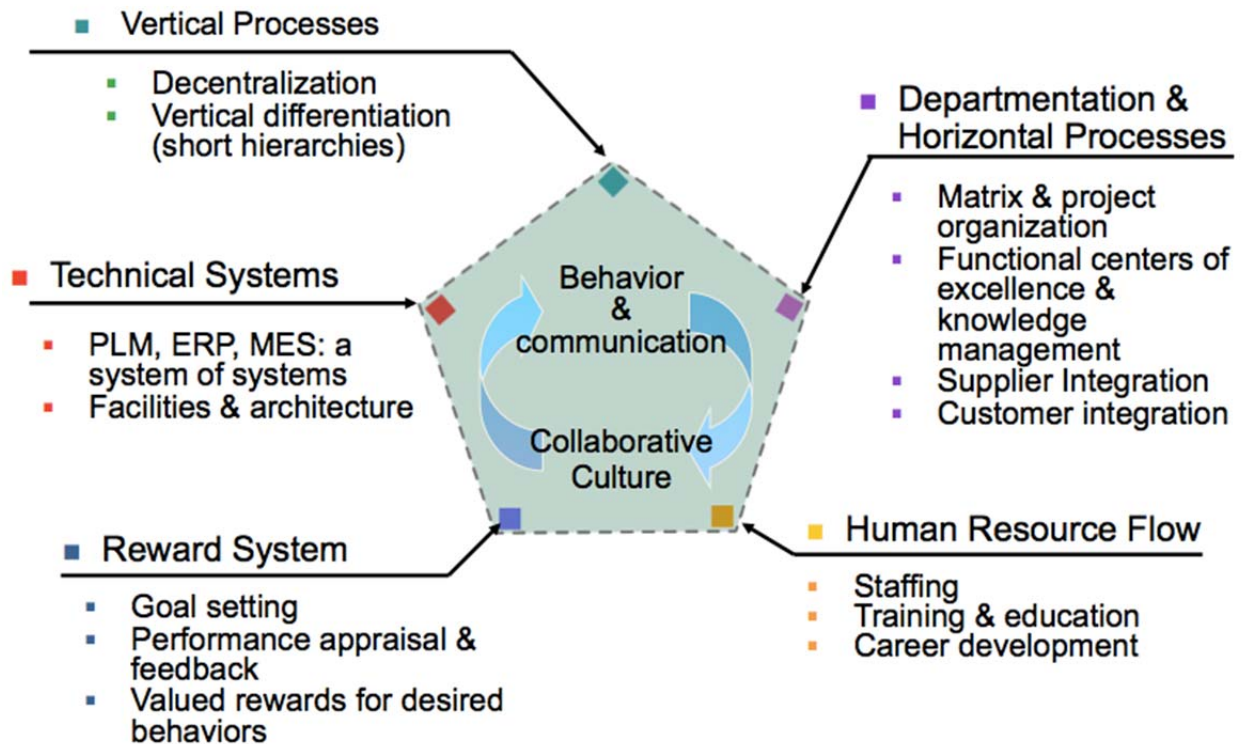 Vertical Processes
Decentralization
Vertical differentiation
(short hierarchies)
Departmentation &
Horizontal Processes
Matrix & project
organization
Functional centers of
excellence &
knowledge
management
Supplier Integration
Customer integration
Technical Systems
PLM, ERP, MES: a
system of systems
Facilities & architecture
Behavior
&
communication
Collaborative
Culture
Reward System
Goal setting
Performance appraisal &
feedback
Valued rewards for desired
behaviors
Human Resource Flow
Staffing
Training & education
Career development